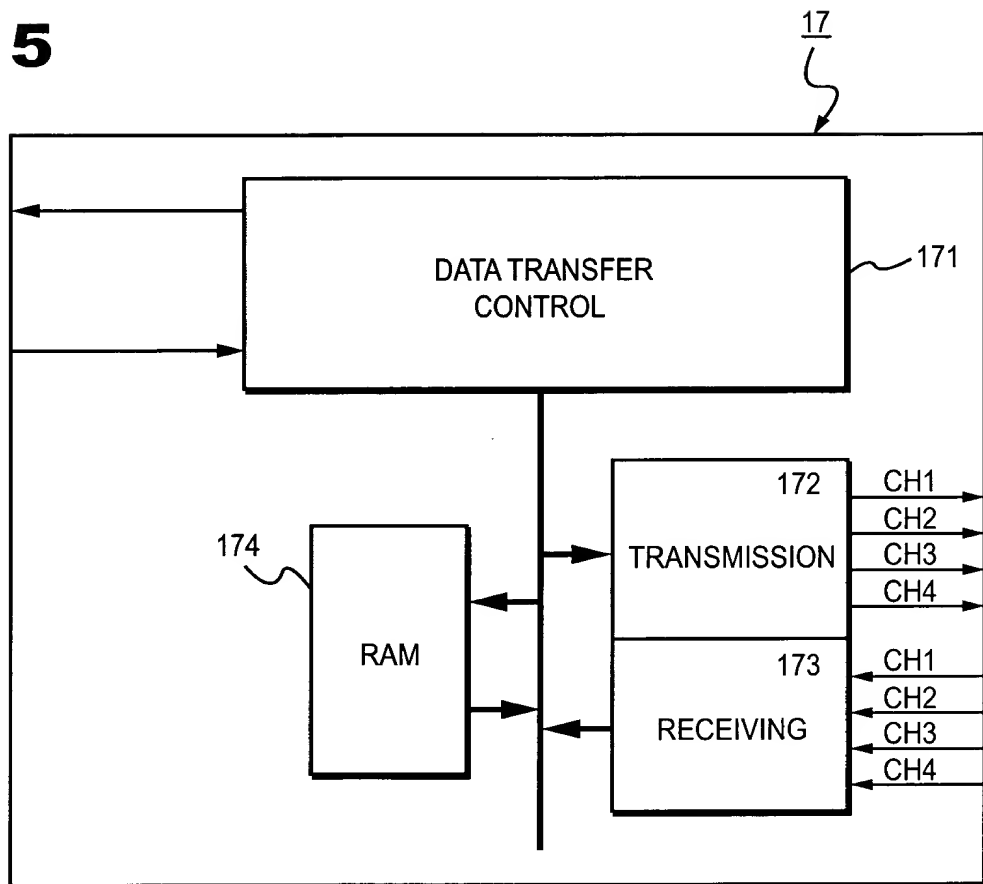 5
17
DATA TRANSFER
CONTROL
171
172
TRANSMISSION
CH1
CH2
CH3
CH4
174
RAM
173
RECEIVING
CH1
CH2
CH3
CH4